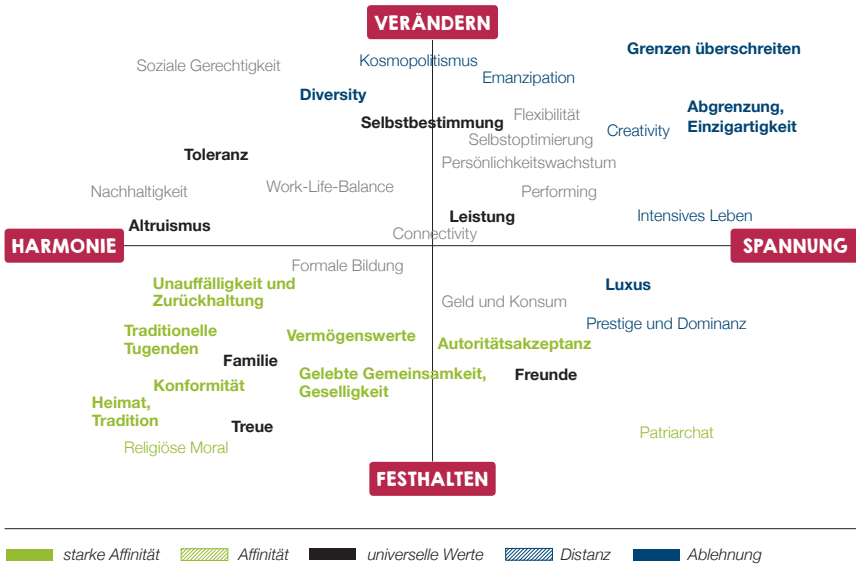 VERÄNDERN
Grenzen überschreiten
Kosmopolitismus
Soziale Gerechtigkeit
Emanzipation
Diversity
Abgrenzung,
Einzigartigkeit
Flexibilität
Selbstbestimmung
Creativity
Selbstoptimierung
Toleranz
Persönlichkeitswachstum
Work-Life-Balance
Nachhaltigkeit
Performing
Leistung
Intensives Leben
Altruismus
Connectivity
HARMONIE
SPANNUNG
Formale Bildung
Unauffälligkeit und
Zurückhaltung
Luxus
Geld und Konsum
Prestige und Dominanz
Traditionelle
Tugenden
Vermögenswerte
Autoritätsakzeptanz
Familie
Gelebte Gemeinsamkeit,
Geselligkeit
Freunde
Konformität
Heimat,
Tradition
Treue
Patriarchat
Religiöse Moral
FESTHALTEN
starke Affinität
Affinität
universelle Werte
Distanz
Ablehnung